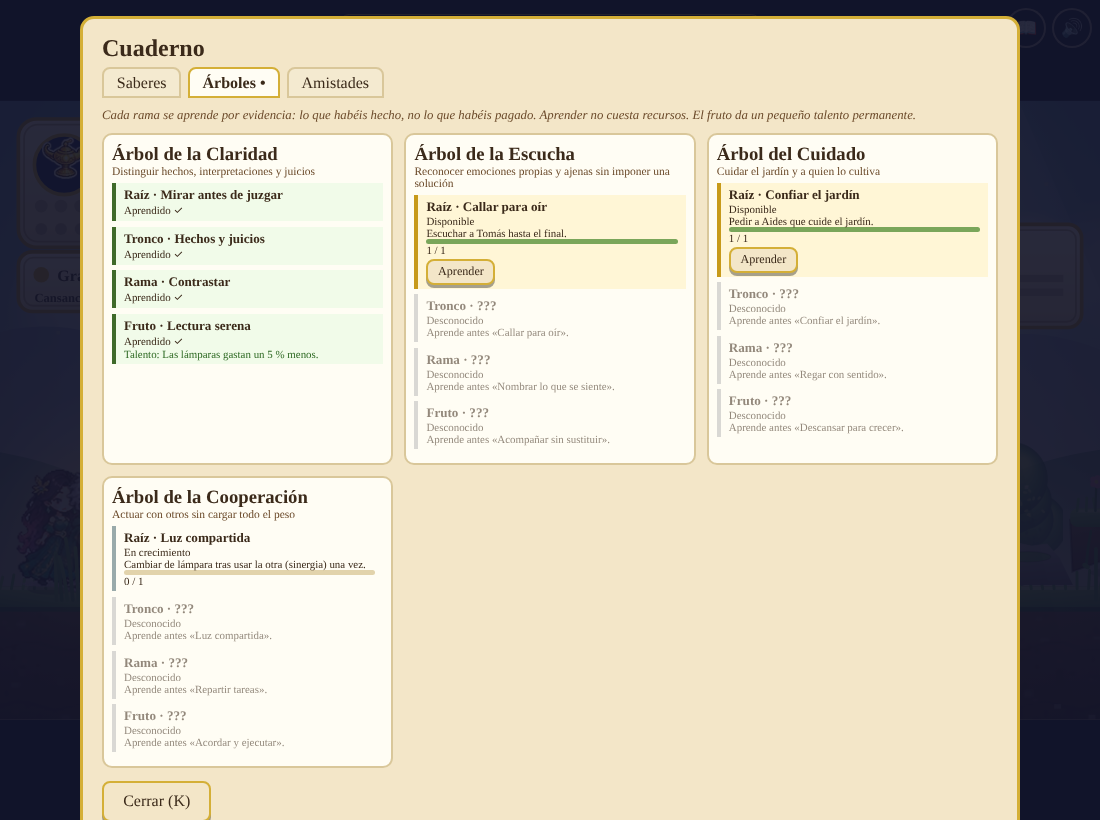 Cuaderno
Saberes
Árboles •
Amistades
Cada rama se aprende por evidencia: lo que habéis hecho, no lo que habéis pagado. Aprender no cuesta recursos. El fruto da un pequeño talento permanente.
Árbol de la Claridad
Distinguir hechos, interpretaciones y juicios
Raíz · Mirar antes de juzgar
Aprendido ✓
Tronco · Hechos y juicios
Aprendido ✓
Rama · Contrastar
Aprendido ✓
Fruto · Lectura serena
Aprendido ✓
Talento: Las lámparas gastan un 5 % menos.
Árbol de la Escucha
Reconocer emociones propias y ajenas sin imponer una
solución
Raíz · Callar para oír
Disponible
Escuchar a Tomás hasta el final.
1 / 1
Aprender
Tronco · ???
Desconocido
Aprende antes «Callar para oír».
Rama · ???
Desconocido
Aprende antes «Nombrar lo que se siente».
Fruto · ???
Desconocido
Aprende antes «Acompañar sin sustituir».
Árbol del Cuidado
Cuidar el jardín y a quien lo cultiva
Raíz · Confiar el jardín
Disponible
Pedir a Aides que cuide el jardín.
1 / 1
Aprender
Tronco · ???
Desconocido
Aprende antes «Confiar el jardín».
Rama · ???
Desconocido
Aprende antes «Regar con sentido».
Fruto · ???
Desconocido
Aprende antes «Descansar para crecer».
Árbol de la Cooperación
Actuar con otros sin cargar todo el peso
Raíz · Luz compartida
En crecimiento
Cambiar de lámpara tras usar la otra (sinergia) una vez.
0 / 1
Tronco · ???
Desconocido
Aprende antes «Luz compartida».
Rama · ???
Desconocido
Aprende antes «Repartir tareas».
Fruto · ???
Desconocido
Aprende antes «Acordar y ejecutar».
Cerrar (K)